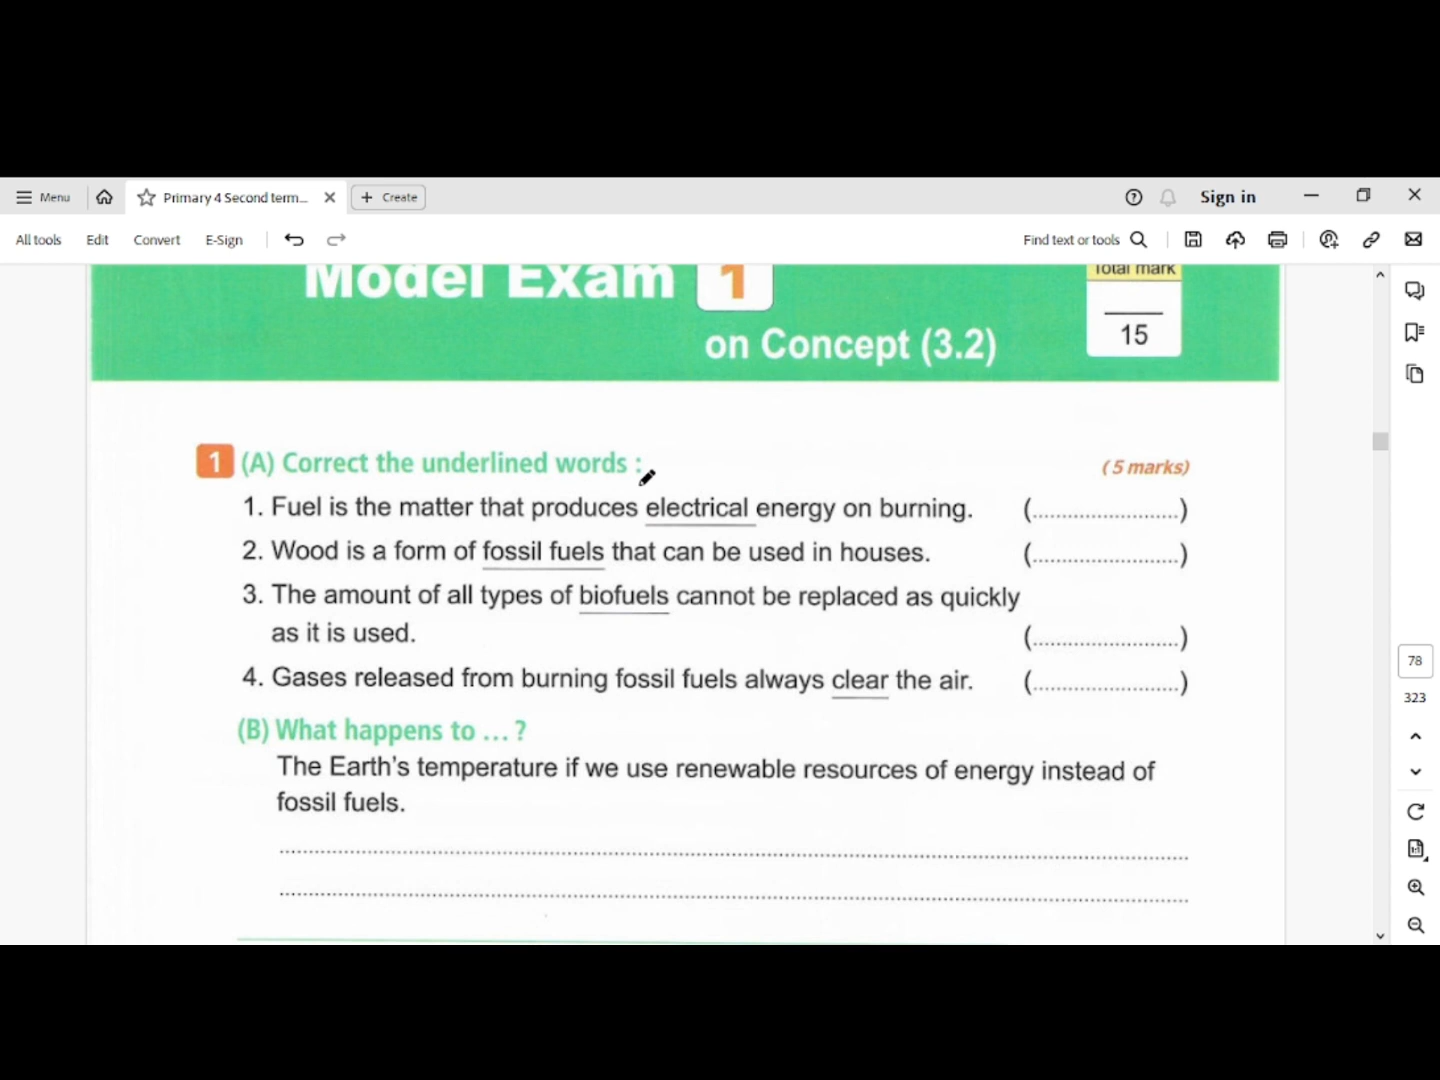 Menu
Primary 4 Second term...
Create
Sign in
All tools
Edit
Convert
E-Sign
Find text or tools
Model Exam 1
Total mark
15
on Concept (3.2)
1 (A) Correct the underlined words :
(5 marks)
1. Fuel is the matter that produces electrical energy on burning. (........................)
2. Wood is a form of fossil fuels that can be used in houses. (........................)
3. The amount of all types of biofuels cannot be replaced as quickly
as it is used. (........................)
4. Gases released from burning fossil fuels always clear the air. (........................)
(B) What happens to ... ?
The Earth's temperature if we use renewable resources of energy instead of
fossil fuels.
78
323